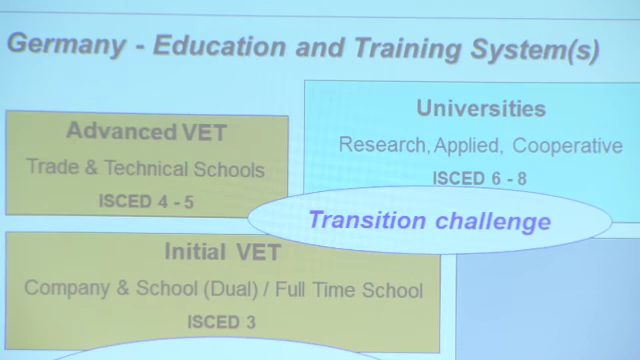 Germany - Education and Training System(s)
Advanced VET
Trade & Technical Schools
ISCED 4 - 5
Universities
Research, Applied, Cooperative
ISCED 6 - 8
Transition challenge
Initial VET
Company & School (Dual) / Full Time School
ISCED 3